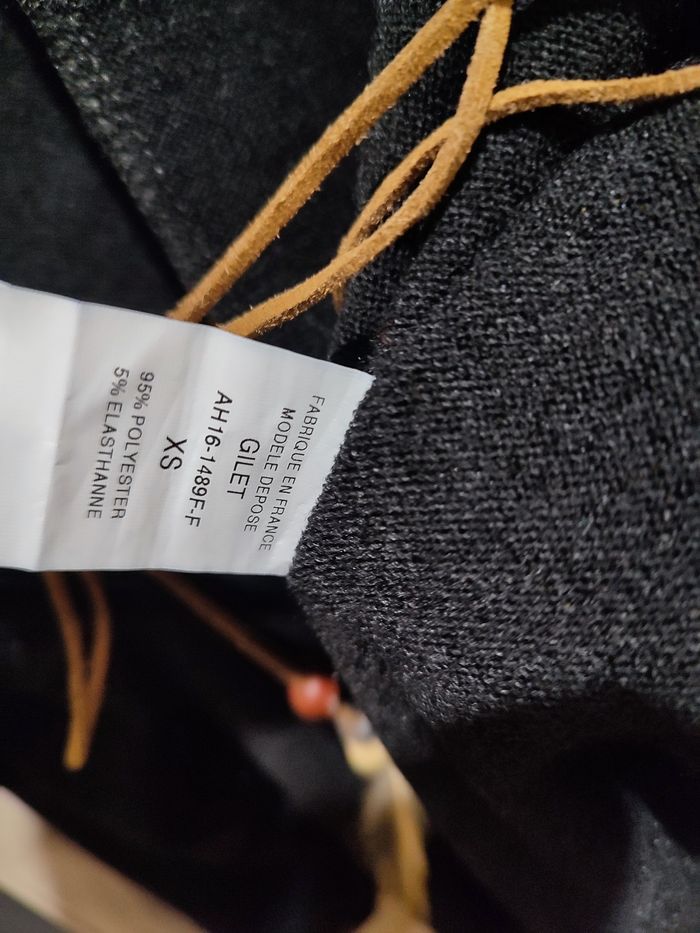 FABRIQUE EN FRANCE
MODELE DEPOSE
GILET
AH16-1489F-F
XS
95% POLYESTER
5% ELASTHANNE